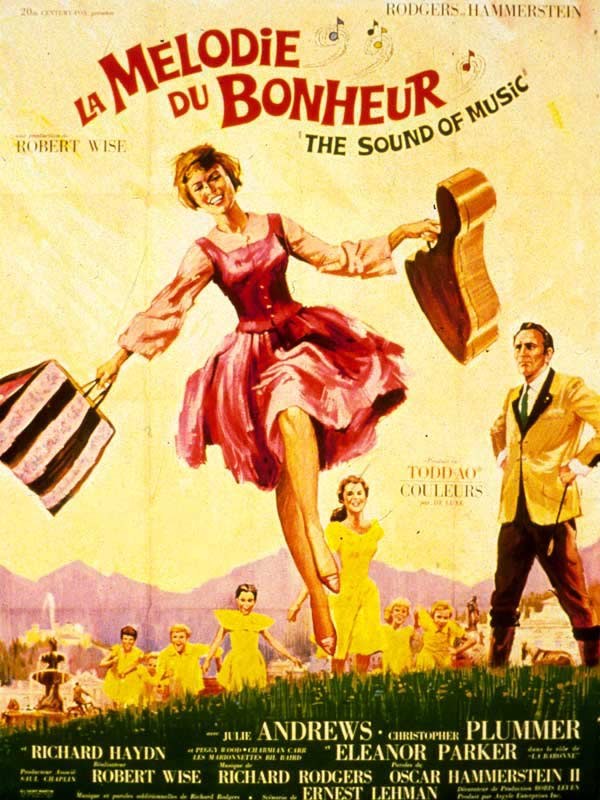 20th CENTURY-FOX présente
RODGERS et HAMMERSTEIN
LA MÉLODIE
DU BONHEUR
THE SOUND OF MUSIC
une production de
ROBERT WISE
Produit en
TODD-AO
COULEURS
par DE LUXE
avec JULIE ANDREWS · CHRISTOPHER PLUMMER
et RICHARD HAYDN
et PEGGY WOOD · CHARMIAN CARR
LES MARIONNETTES BIL BAIRD
et ELEANOR PARKER
dans le rôle de
"LA BARONNE"
Producteur Associé
SAUL CHAPLIN
Réalisateur
ROBERT WISE
Musique de
RICHARD RODGERS
Paroles de
OSCAR HAMMERSTEIN II
Musique et paroles additionnelles de Richard Rodgers
Scénario de
ERNEST LEHMAN
Décorateur de Production BORIS LEVEN
Produit par Argyle Enterprises Inc.